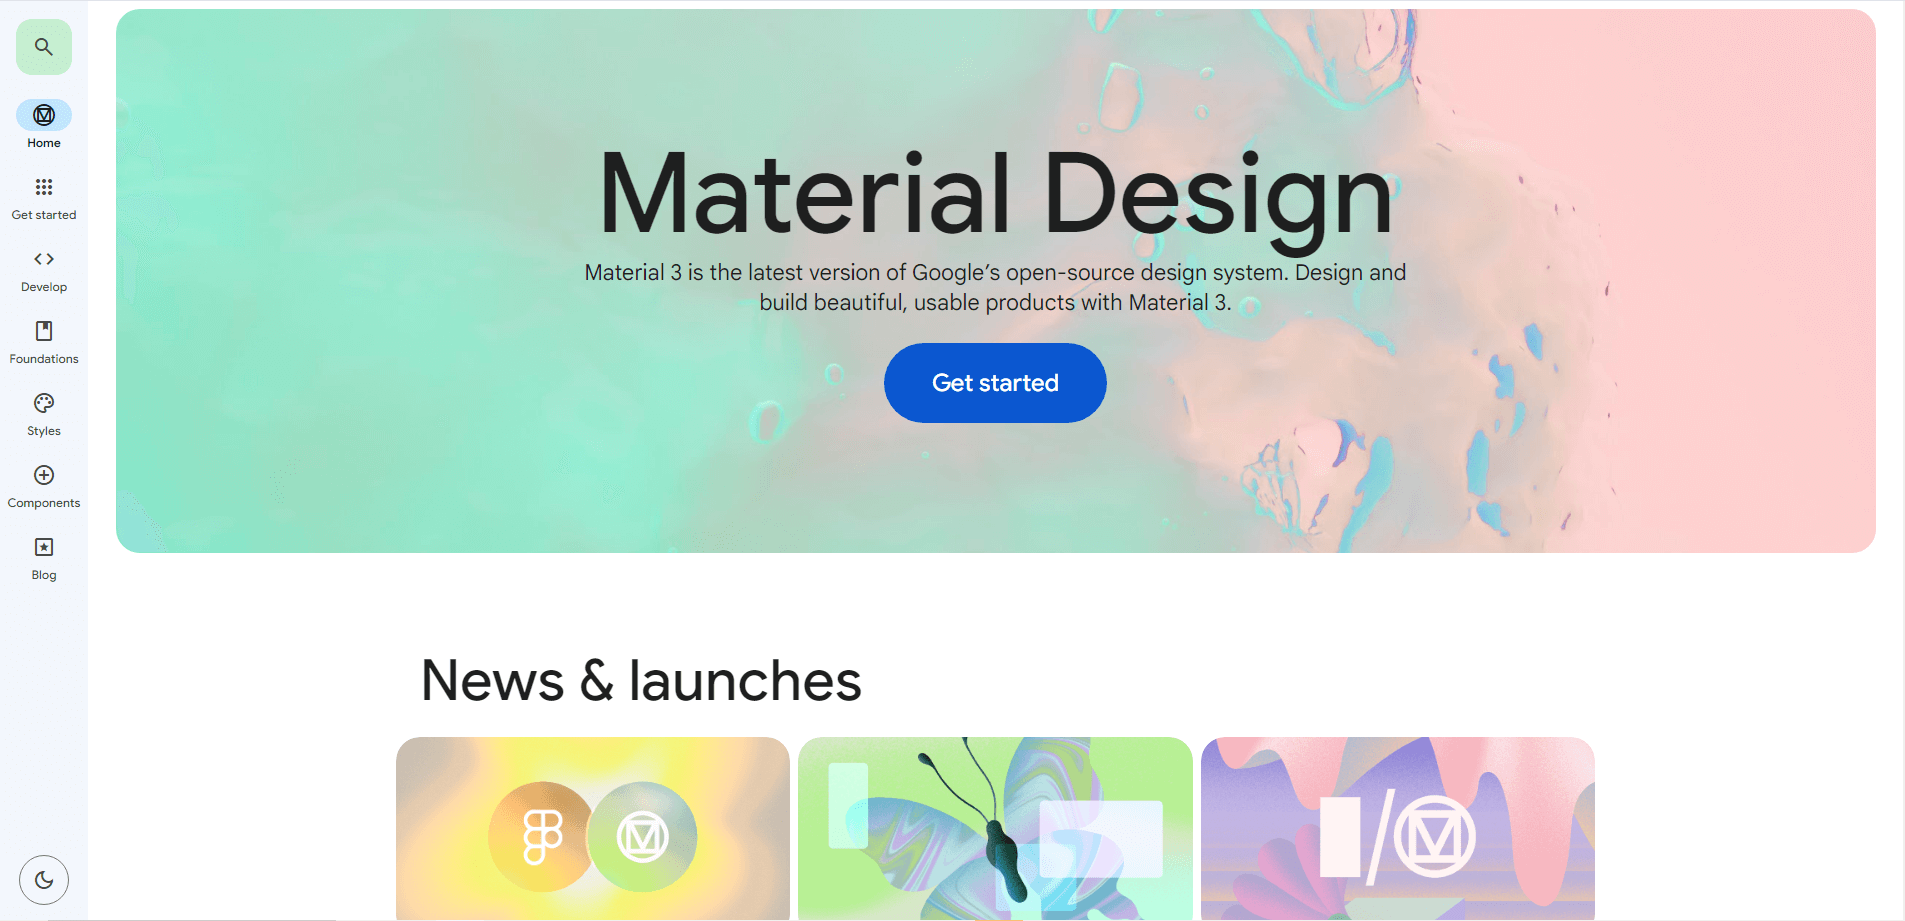 Home
Get started
Develop
Foundations
Styles
Components
Blog
Material Design
Material 3 is the latest version of Google’s open-source design system. Design and
build beautiful, usable products with Material 3.
Get started
News & launches